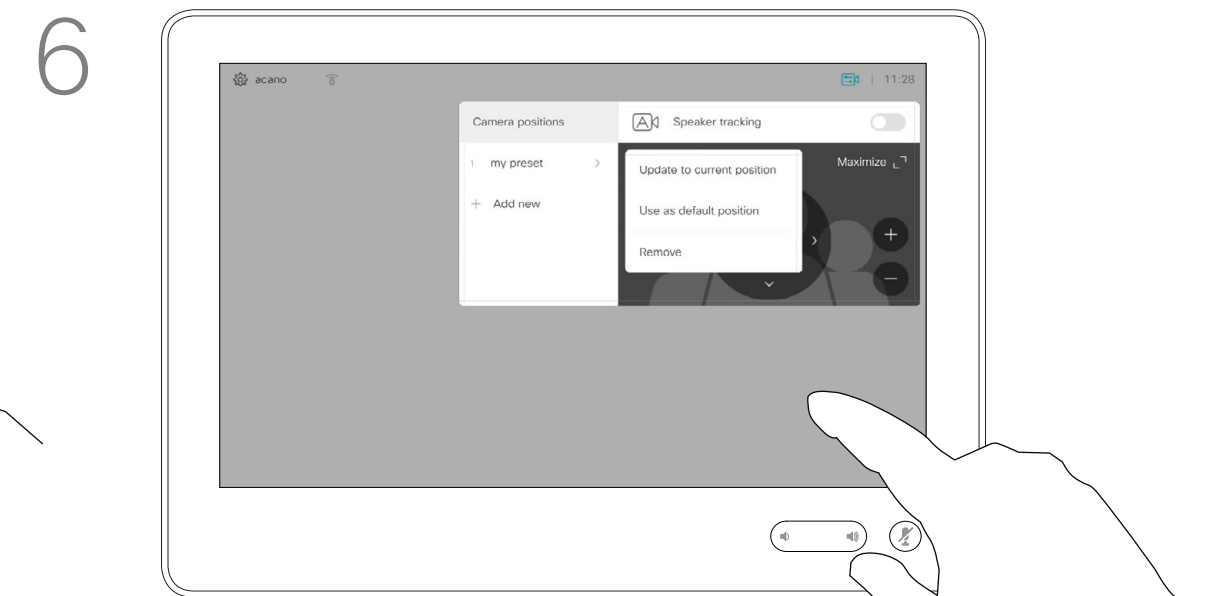 6
acano
11:28
Camera positions
Speaker tracking
1 my preset
Add new
Update to current position
Use as default position
Remove
Maximize